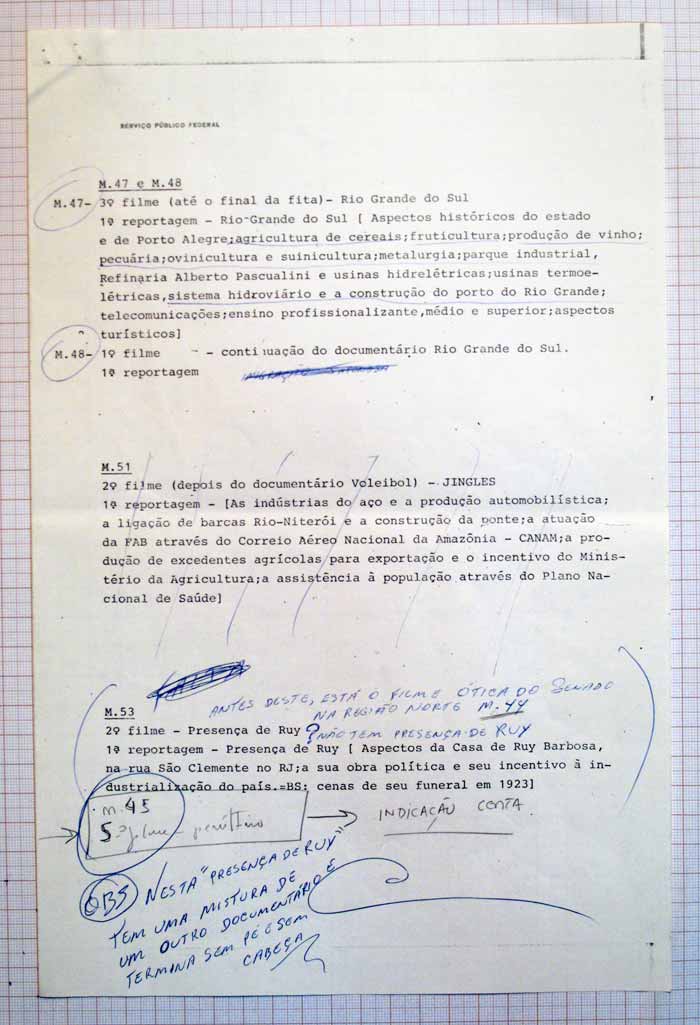 SERVIÇO PÚBLICO FEDERAL
M.47 e M.48
M.47- 3º filme (até o final da fita)- Rio Grande do Sul
1º reportagem - Rio Grande do Sul [ Aspectos históricos do estado
e de Porto Alegre;agricultura de cereais;fruticultura;produção de vinho;
pecuária;ovinicultura e suinicultura;metalurgia;parque industrial,
Refinaria Alberto Pascualini e usinas hidrelétricas;usinas termoe-
létricas,sistema hidroviário e a construção do porto do Rio Grande;
telecomunicações;ensino profissionalizante,médio e superior;aspectos
turísticos]
M.48- 1º filme - continuação do documentário Rio Grande do Sul.
1º reportagem
M.51
2º filme (depois do documentário Voleibol) - JINGLES
1º reportagem - [As indústrias do aço e a produção automobilística;
a ligação de barcas Rio-Niterói e a construção da ponte;a atuação
da FAB através do Correio Aéreo Nacional da Amazônia - CANAM;a pro-
dução de excedentes agrícolas para exportação e o incentivo do Minis-
tério da Agricultura;a assistência à população através do Plano Na-
cional de Saúde]
ANTES DESTE, ESTÁ O FILME ÓTICA DO SENADO
NA REGIÃO NORTE M.44
M.53
2º filme - Presença de Ruy ? NÃO TEM PRESENÇA DE RUY
1º reportagem - Presença de Ruy [ Aspectos da Casa de Ruy Barbosa,
na rua São Clemente no RJ;a sua obra política e seu incentivo à in-
dustrialização do país.=BS: cenas de seu funeral em 1923]
m.45
5º filme - penúltimo
INDICAÇÃO CERTA
OBS NESTA "PRESENÇA DE RUY"
TEM UMA MISTURA DE
UM OUTRO DOCUMENTÁRIO E
TERMINA SEM PÉ E SEM
CABEÇA